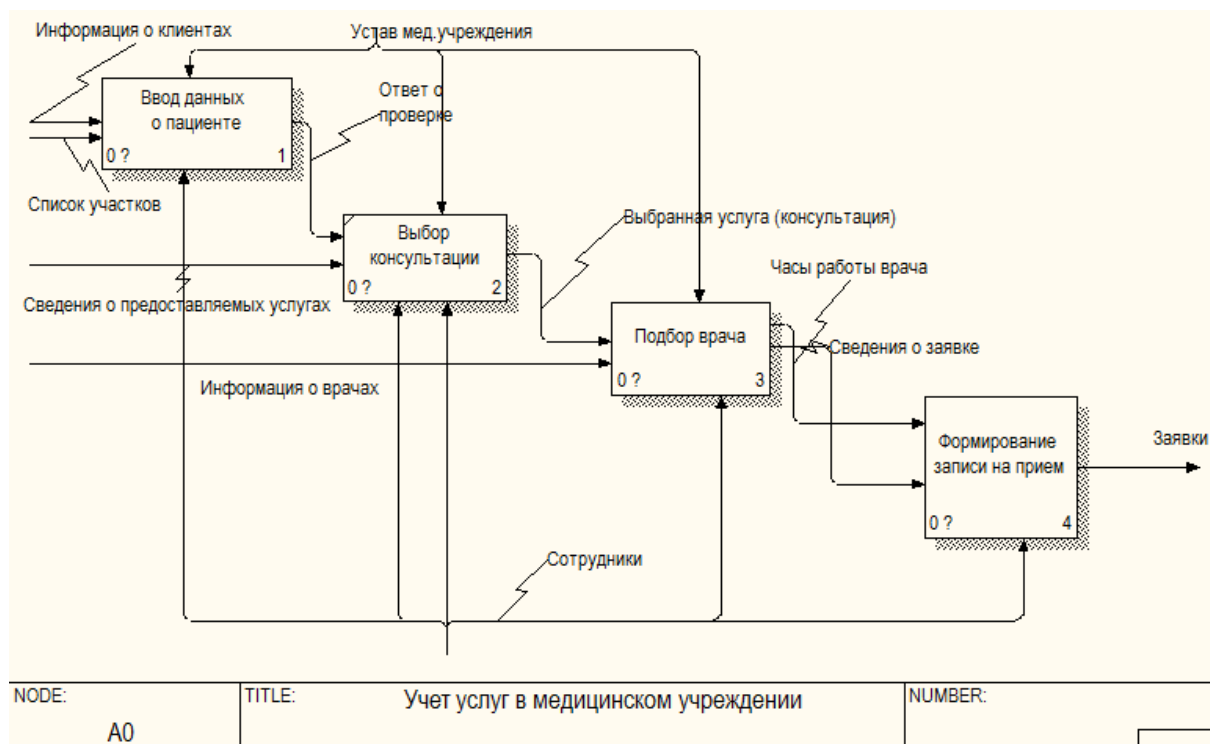 Информация о клиентах
Устав мед.учреждения
Ввод данных
о пациенте
0 ?
1
Ответ о
проверке
Список участков
Выбор
консультации
0 ?
2
Выбранная услуга (консультация)
Часы работы врача
Сведения о предоставляемых услугах
Подбор врача
0 ?
3
Сведения о заявке
Информация о врачах
Формирование
записи на прием
0 ?
4
Заявки
Сотрудники
NODE:
A0
TITLE:
Учет услуг в медицинском учреждении
NUMBER: